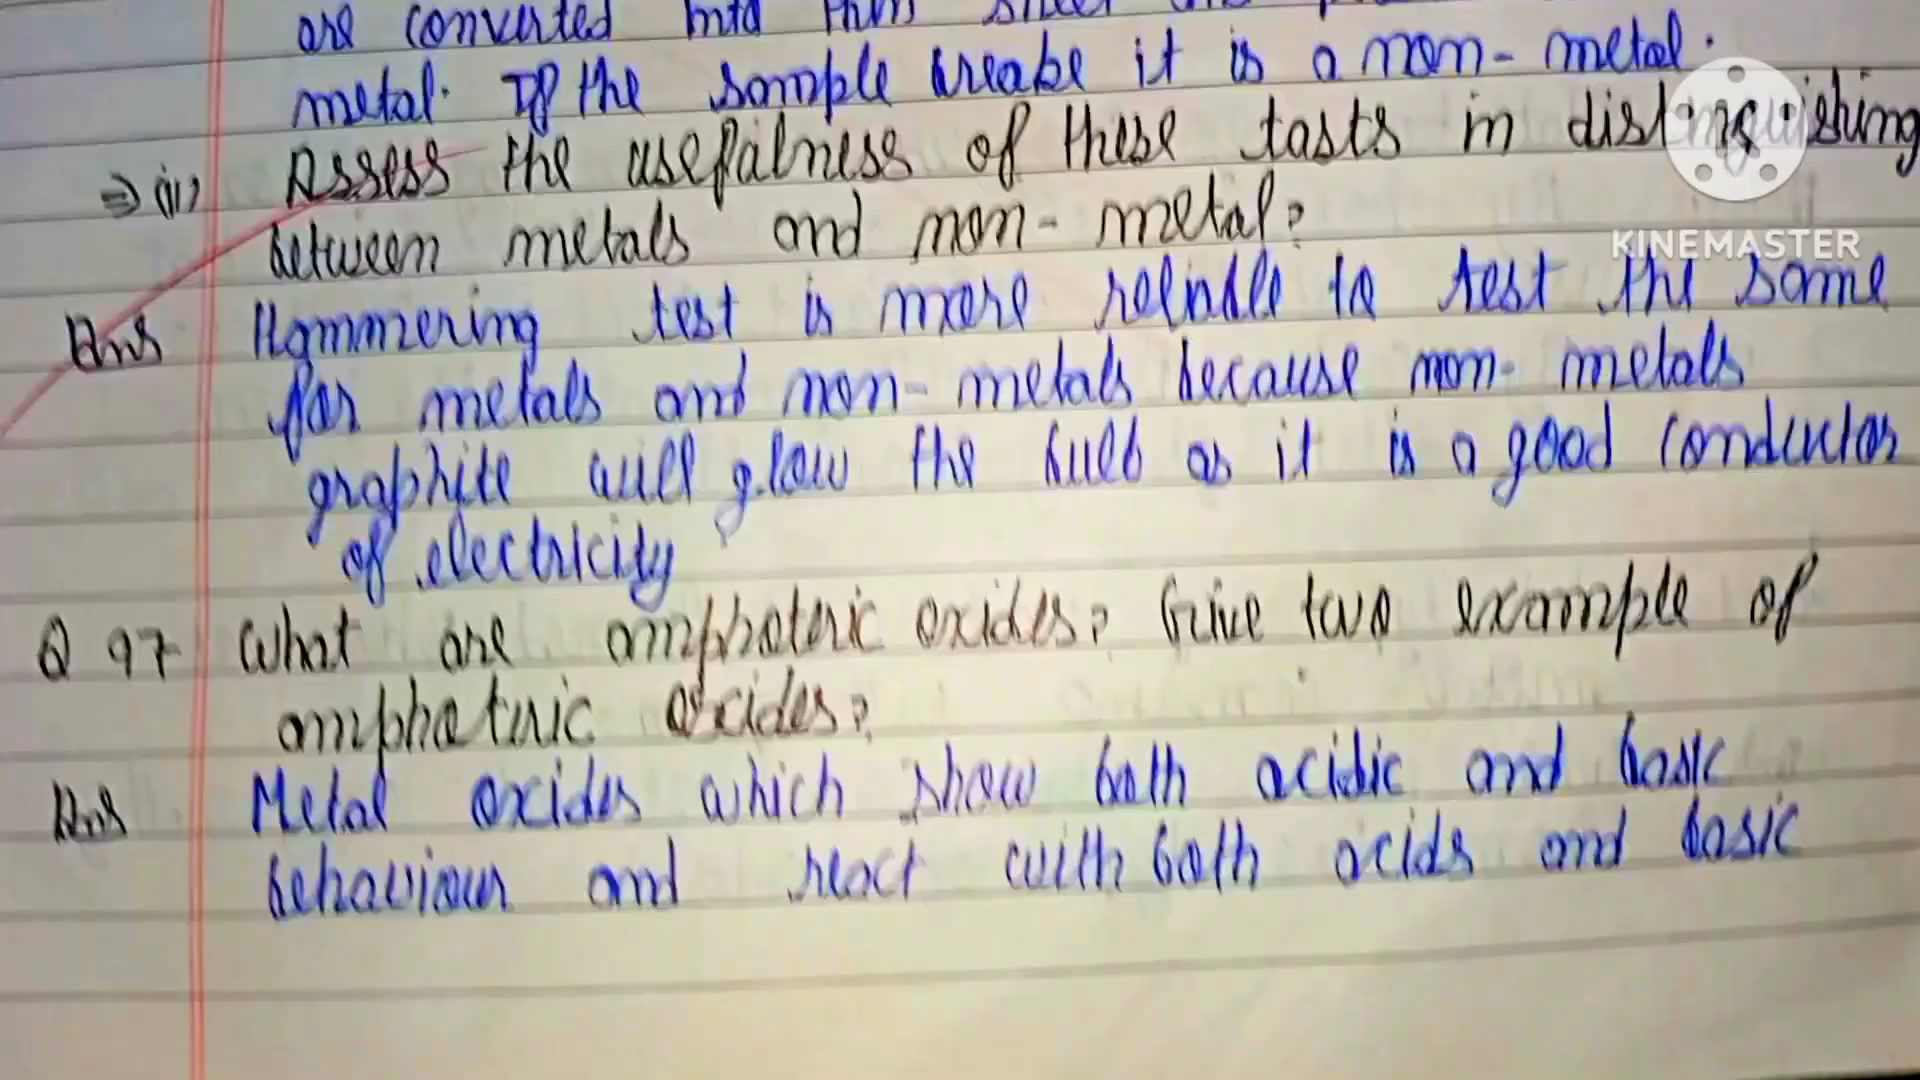 are converted into thin sheet
metal. If the sample breake it is a non-metal.
⇒ (ii) Assess the usefulness of these tasts in distinguishing
between metals and non-metal?
KINEMASTER
Ans Hammering test is more reliable to test the same
for metals and non-metals because non-metals
graphite will glow the bulb as it is a good conductor
of electricity
Q 97 What are amphoteric oxides? Give two example of
amphoteric oxides?
Ans Metal oxides which show both acidic and basic
behaviour and react with both acids and basic